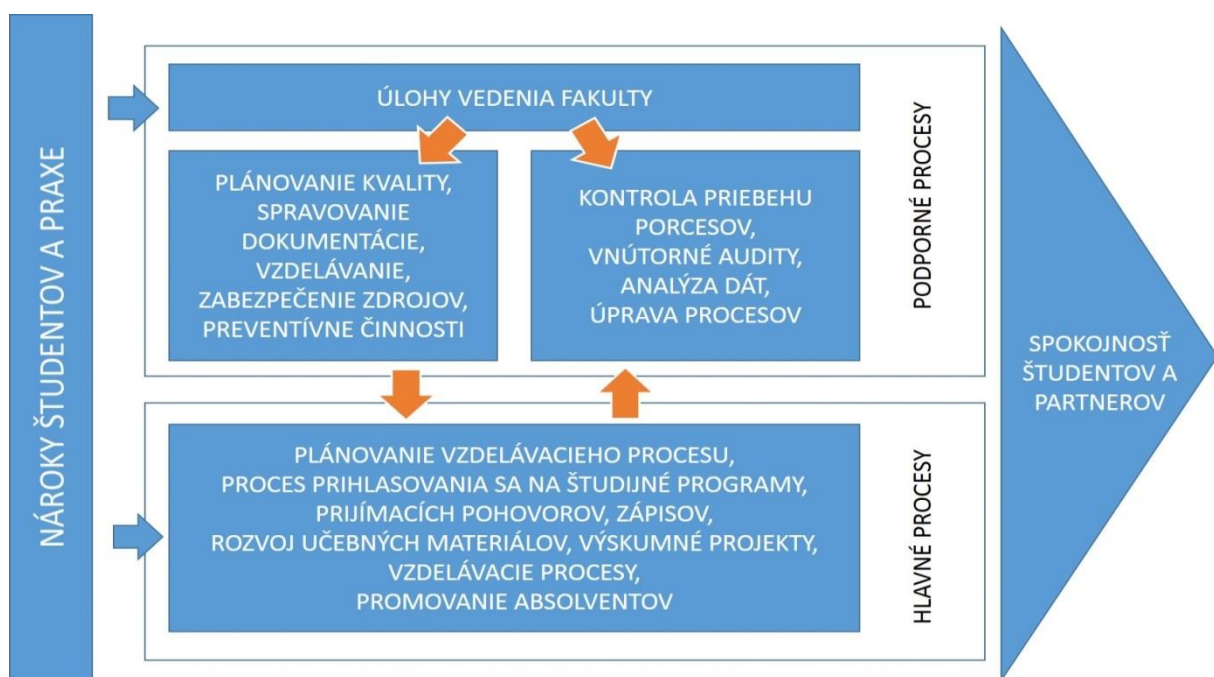 NÁROKY ŠTUDENTOV A PRAXE
ÚLOHY VEDENIA FAKULTY
PLÁNOVANIE KVALITY,
SPRAVOVANIE
DOKUMENTÁCIE,
VZDELÁVANIE,
ZABEZPEČENIE ZDROJOV,
PREVENTÍVNE ČINNOSTI
KONTROLA PRIEBEHU
PORCESOV,
VNÚTORNÉ AUDITY,
ANALÝZA DÁT,
ÚPRAVA PROCESOV
PODPORNÉ PROCESY
PLÁNOVANIE VZDELÁVACIEHO PROCESU,
PROCES PRIHLASOVANIA SA NA ŠTUDIJNÉ PROGRAMY,
PRIJÍMACÍCH POHOVOROV, ZÁPISOV,
ROZVOJ UČEBNÝCH MATERIÁLOV, VÝSKUMNÉ PROJEKTY,
VZDELÁVACIE PROCESY,
PROMOVANIE ABSOLVENTOV
HLAVNÉ PROCESY
SPOKOJNOSŤ
ŠTUDENTOV A
PARTNEROV